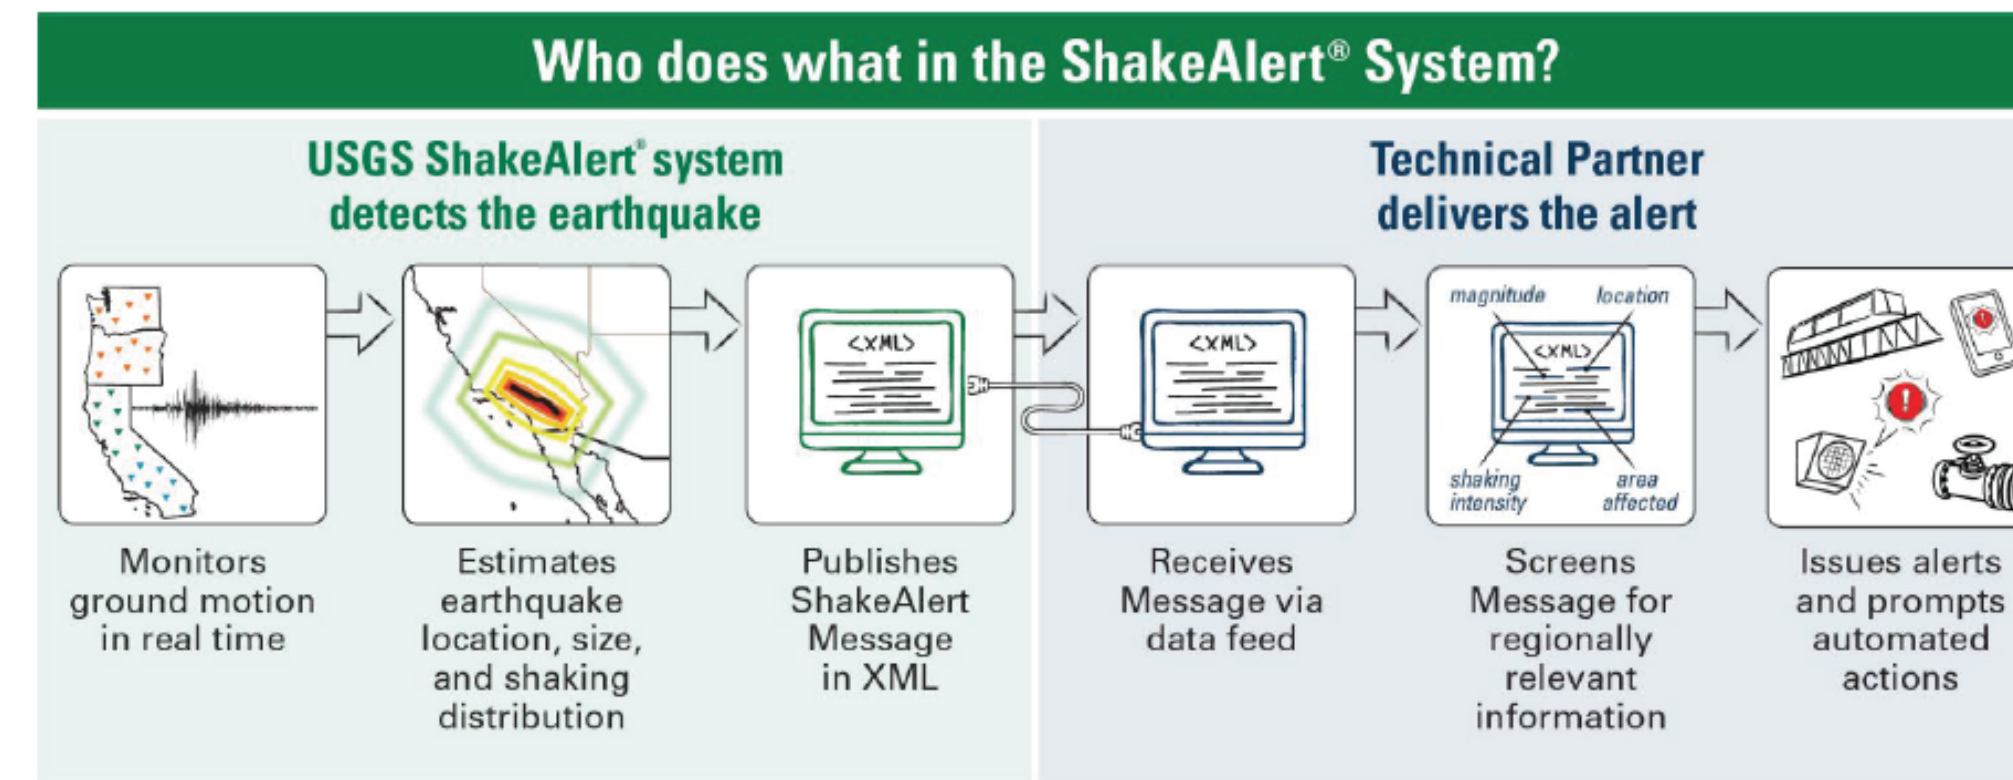 Who does what in the ShakeAlert® System?
USGS ShakeAlert® system
detects the earthquake
Technical Partner
delivers the alert
<XML>
<XML>
magnitude
location
<XML>
shaking
intensity
area
affected
!
!
Monitors
ground motion
in real time
Estimates
earthquake
location, size,
and shaking
distribution
Publishes
ShakeAlert
Message
in XML
Receives
Message via
data feed
Screens
Message for
regionally
relevant
information
Issues alerts
and prompts
automated
actions